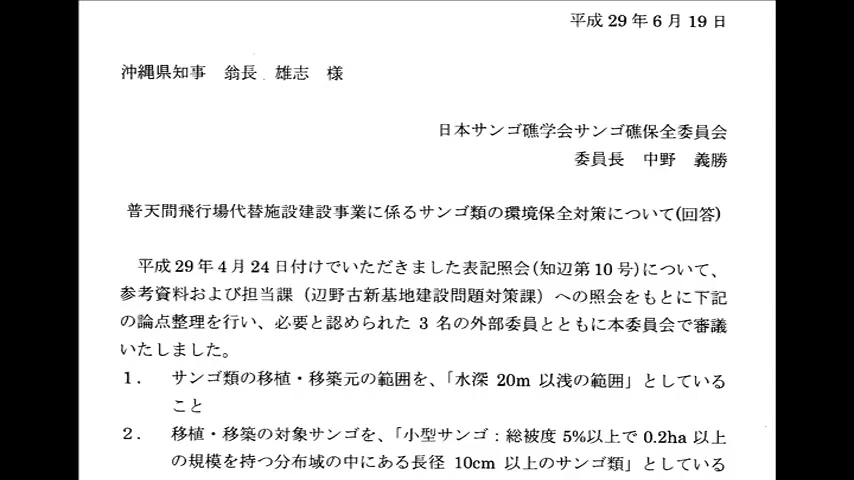 平成 29 年 6 月 19 日
沖縄県知事 翁長 雄志 様
日本サンゴ礁学会サンゴ礁保全委員会
委員長 中野 義勝
普天間飛行場代替施設建設事業に係るサンゴ類の環境保全対策について(回答)
平成 29 年 4 月 24 日付けでいただきました表記照会(知辺第 10 号)について、
参考資料および担当課（辺野古新基地建設問題対策課）への照会をもとに下記
の論点整理を行い、必要と認められた 3 名の外部委員とともに本委員会で審議
いたしました。
１． サンゴ類の移植・移築元の範囲を、「水深 20m 以浅の範囲」としている
こと
２． 移植・移築の対象サンゴを、「小型サンゴ：総被度 5%以上で 0.2ha 以上
の規模を持つ分布域の中にある長径 10cm 以上のサンゴ類」としている